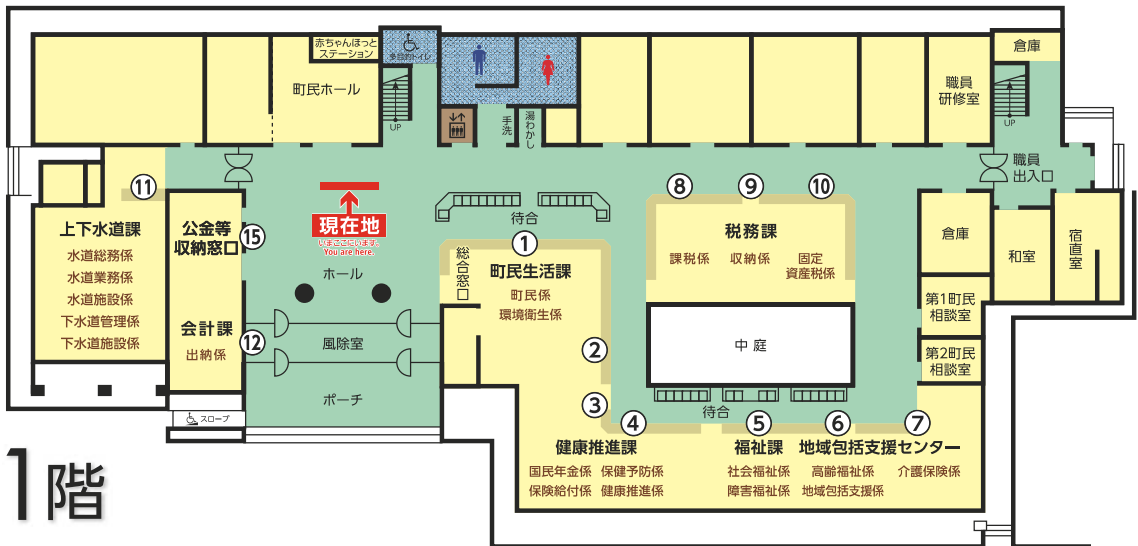 赤ちゃんほっと
ステーション
多目的トイレ
倉庫
町民ホール
職員
研修室
UP
手洗
湯わかし
UP
職員
出入口
⑪
⑧
⑨
⑩
現在地
いまここにいます。
You are here.
待合
上下水道課
水道総務係
水道業務係
水道施設係
下水道管理係
下水道施設係
公金等
収納窓口
⑮
会計課
出納係
⑫
ホール
風除室
ポーチ
スロープ
総合窓口
①
町民生活課
町民係
環境衛生係
②
③
税務課
課税係
収納係
固定
資産税係
中庭
待合
倉庫
和室
宿直室
第1町民
相談室
第2町民
相談室
④
⑤
⑥
⑦
健康推進課
国民年金係 保健予防係
保険給付係 健康推進係
福祉課
社会福祉係
障害福祉係
地域包括支援センター
高齢福祉係 介護保険係
地域包括支援係
1階